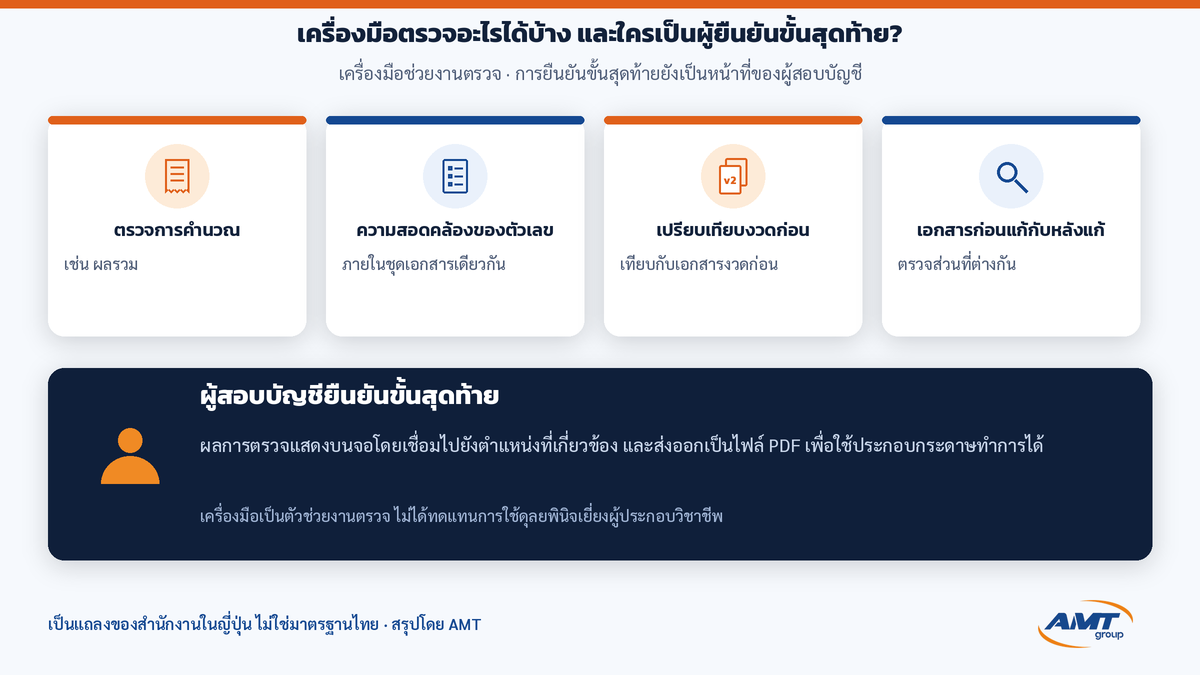 เครื่องมือตรวจอะไรได้บ้าง และใครเป็นผู้ยืนยันขั้นสุดท้าย?
เครื่องมือช่วยงานตรวจ · การยืนยันขั้นสุดท้ายยังเป็นหน้าที่ของผู้สอบบัญชี
ตรวจการคำนวณ
เช่น ผลรวม
ความสอดคล้องของตัวเลข
ภายในชุดเอกสารเดียวกัน
v2
เปรียบเทียบงวดก่อน
เทียบกับเอกสารงวดก่อน
เอกสารก่อนแก้กับหลังแก้
ตรวจส่วนที่ต่างกัน
ผู้สอบบัญชียืนยันขั้นสุดท้าย
ผลการตรวจแสดงบนจอโดยเชื่อมไปยังตำแหน่งที่เกี่ยวข้อง และส่งออกเป็นไฟล์ PDF เพื่อใช้ประกอบกระดาษทำการได้
เครื่องมือเป็นตัวช่วยงานตรวจ ไม่ได้ทดแทนการใช้ดุลยพินิจเยี่ยงผู้ประกอบวิชาชีพ
เป็นแถลงของสำนักงานในญี่ปุ่น ไม่ใช่มาตรฐานไทย · สรุปโดย AMT
AMT
group